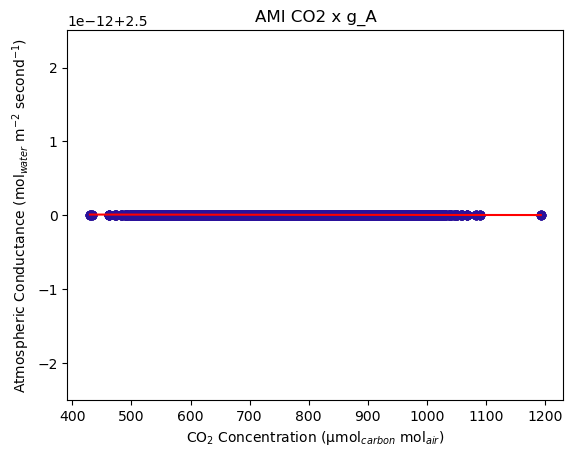 AMI CO2 x g_A
1e−12+2.5
2
1
0
−1
−2
Atmospheric Conductance (mol_water m⁻² second⁻¹)
400 500 600 700 800 900 1000 1100 1200
CO₂ Concentration (μmol_carbon mol_air)